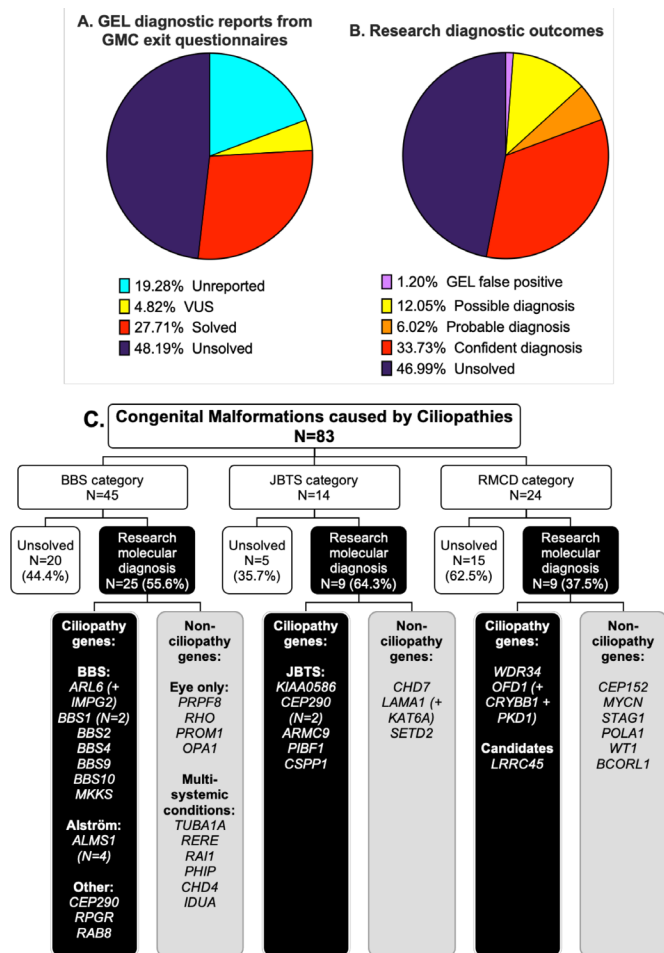 A. GEL diagnostic reports from
GMC exit questionnaires
19.28% Unreported
4.82% VUS
27.71% Solved
48.19% Unsolved
B. Research diagnostic outcomes
1.20% GEL false positive
12.05% Possible diagnosis
6.02% Probable diagnosis
33.73% Confident diagnosis
46.99% Unsolved
C.
Congenital Malformations caused by Ciliopathies
N=83
BBS category
N=45
JBTS category
N=14
RMCD category
N=24
Unsolved
N=20
(44.4%)
Research
molecular
diagnosis
N=25 (55.6%)
Unsolved
N=5
(35.7%)
Research
molecular
diagnosis
N=9 (64.3%)
Unsolved
N=15
(62.5%)
Research
molecular
diagnosis
N=9 (37.5%)
Ciliopathy
genes:
BBS:
ARL6 (+
IMPG2)
BBS1 (N=2)
BBS2
BBS4
BBS9
BBS10
MKKS
Alström:
ALMS1
(N=4)
Other:
CEP290
RPGR
RAB8
Non-
ciliopathy
genes:
Eye only:
PRPF8
RHO
PROM1
OPA1
Multi-
systemic
conditions:
TUBA1A
RERE
RAI1
PHIP
CHD4
IDUA
Ciliopathy
genes:
JBTS:
KIAA0586
CEP290
(N=2)
ARMC9
PIBF1
CSPP1
Non-
ciliopathy
genes:
CHD7
LAMA1 (+
KAT6A)
SETD2
Ciliopathy
genes:
WDR34
OFD1 (+
CRYBB1 +
PKD1)
Candidates
LRRC45
Non-
ciliopathy
genes:
CEP152
MYCN
STAG1
POLA1
WT1
BCORL1